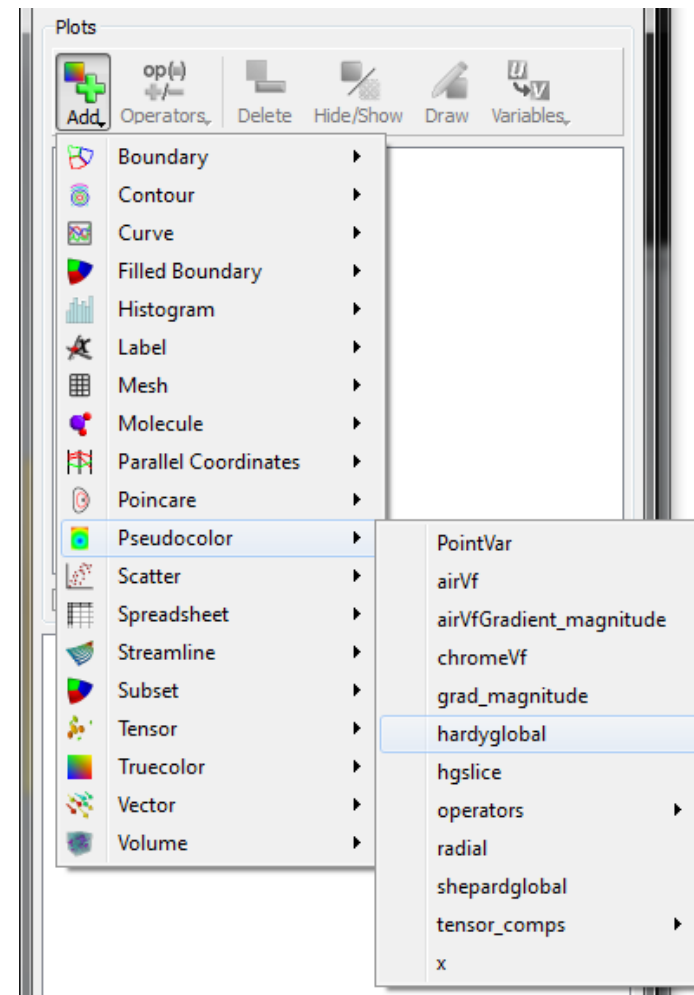 Plots
op(=)
+/-
U
V
Add Operators Delete Hide/Show Draw Variables
Boundary
Contour
Curve
Filled Boundary
Histogram
Label
Mesh
Molecule
Parallel Coordinates
Poincare
Pseudocolor
Scatter
Spreadsheet
Streamline
Subset
Tensor
Truecolor
Vector
Volume
PointVar
airVf
airVfGradient_magnitude
chromeVf
grad_magnitude
hardyglobal
hgslice
operators
radial
shepardglobal
tensor_comps
x